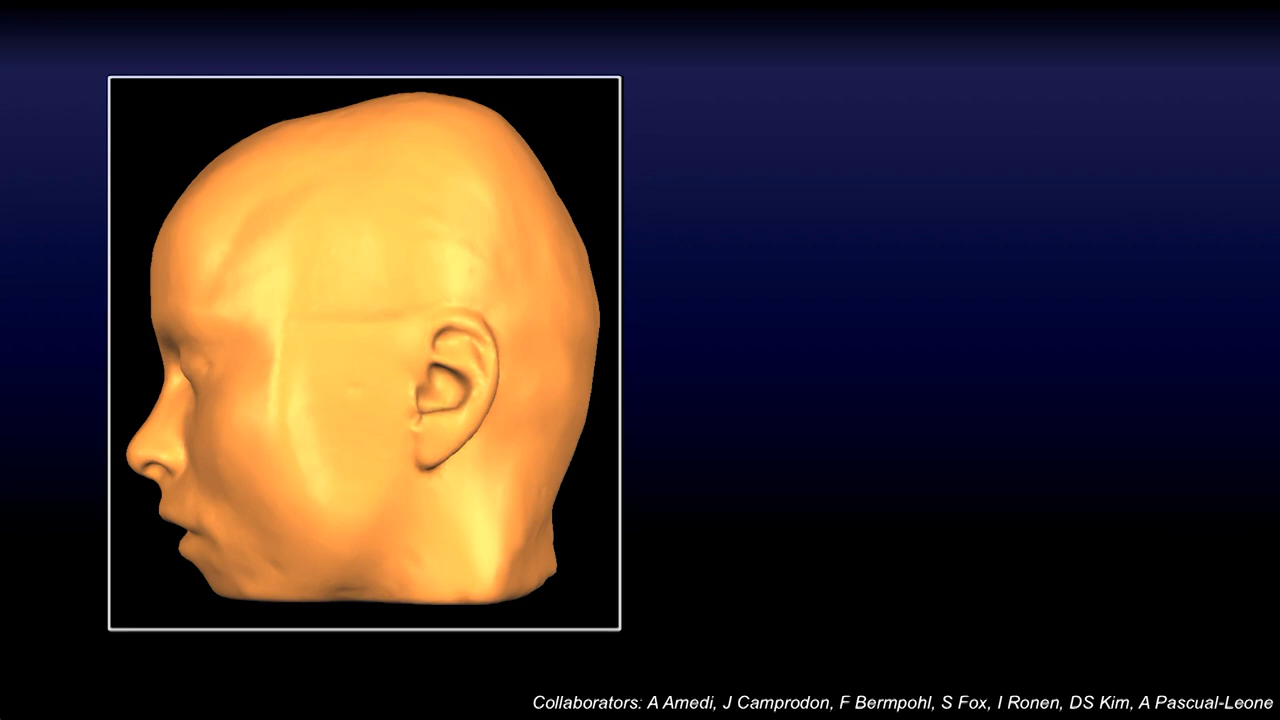 Collaborators: A Amedi, J Camprodon, F Bermpohl, S Fox, I Ronen, DS Kim, A Pascual-Leone